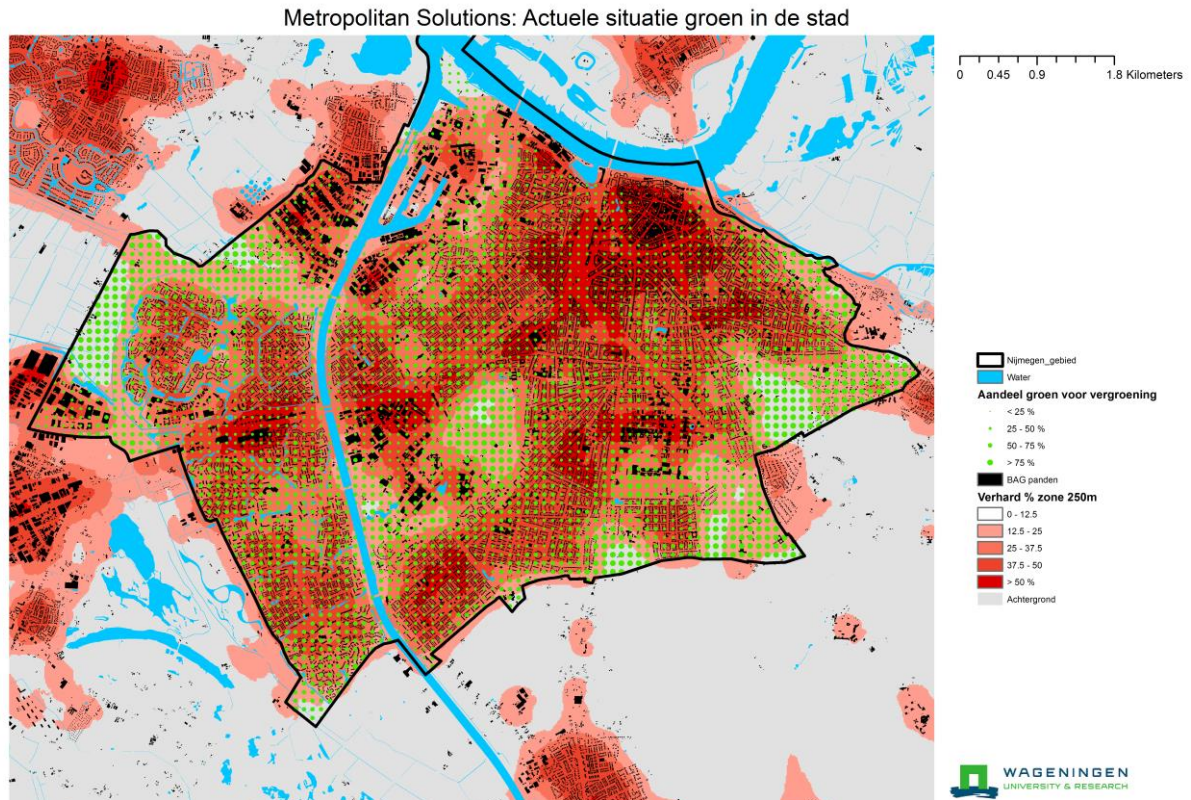 Metropolitan Solutions: Actuele situatie groen in de stad
0 0.45 0.9 1.8 Kilometers
Nijmegen_gebied
Water
Aandeel groen voor vergroening
< 25 %
25 - 50 %
50 - 75 %
> 75 %
BAG panden
Verhard % zone 250m
0 - 12.5
12.5 - 25
25 - 37.5
37.5 - 50
> 50 %
Achtergrond
WAGENINGEN
UNIVERSITY & RESEARCH